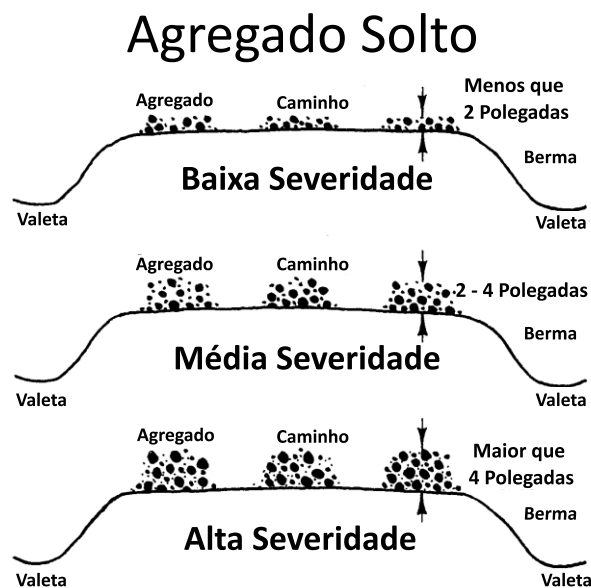 Agregado Solto
Agregado
Caminho
Menos que
2 Polegadas
Berma
Baixa Severidade
Valeta
Valeta
Agregado
Caminho
2 - 4 Polegadas
Berma
Média Severidade
Valeta
Valeta
Agregado
Caminho
Maior que
4 Polegadas
Berma
Alta Severidade
Valeta
Valeta